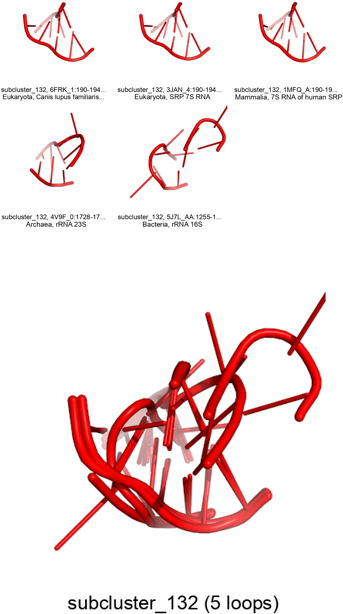 subcluster_132, 6FRK_1:190-194...
Eukaryota, Canis lupus familiaris...
subcluster_132, 3JAN_4:190-194...
Eukaryota, SRP 7S RNA
subcluster_132, 1MFQ_A:190-19...
Mammalia, 7S RNA of human SRP
subcluster_132, 4V9F_0:1728-17...
Archaea, rRNA 23S
subcluster_132, 5J7L_AA:1255-1...
Bacteria, rRNA 16S
subcluster_132 (5 loops)